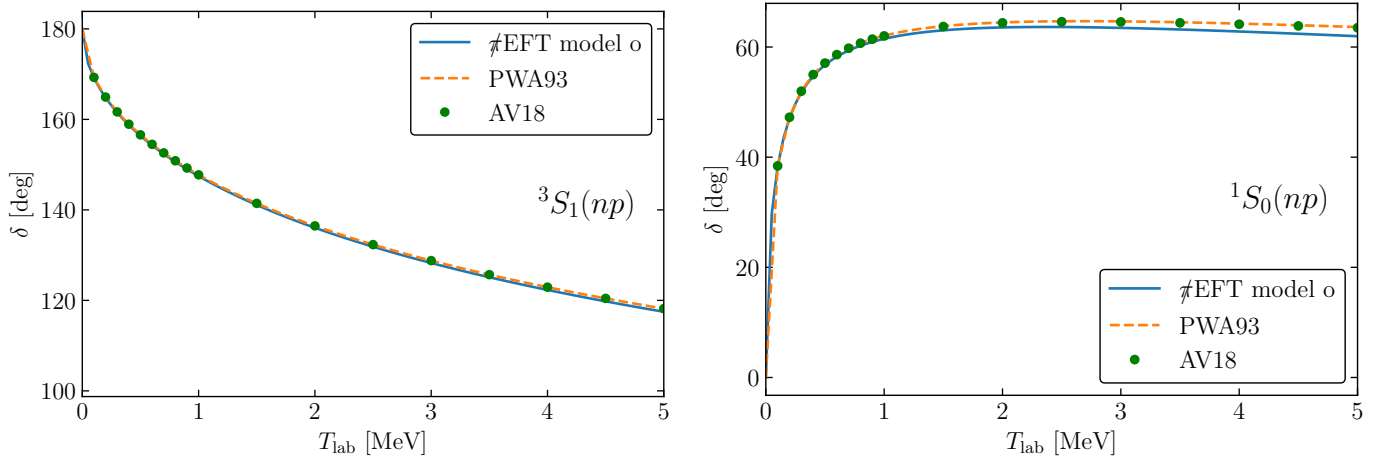 180
160
140
120
100
δ [deg]
0 1 2 3 4 5
T_lab [MeV]
π̸EFT model o
PWA93
AV18
³S₁(np)
60
40
20
0
δ [deg]
0 1 2 3 4 5
T_lab [MeV]
¹S₀(np)
π̸EFT model o
PWA93
AV18